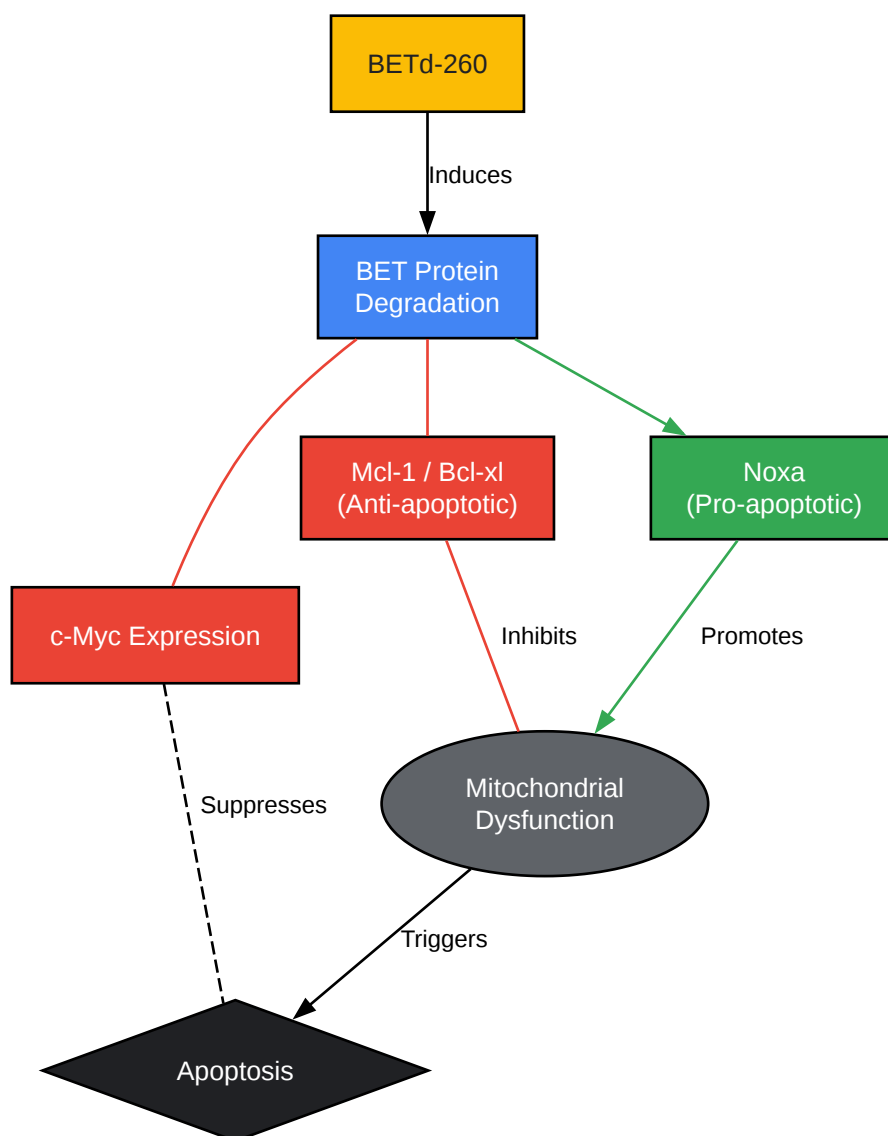 BETd-260
Induces
BET Protein
Degradation
Mcl-1 / Bcl-xl
(Anti-apoptotic)
Noxa
(Pro-apoptotic)
c-Myc Expression
Inhibits
Promotes
Mitochondrial
Dysfunction
Suppresses
Triggers
Apoptosis